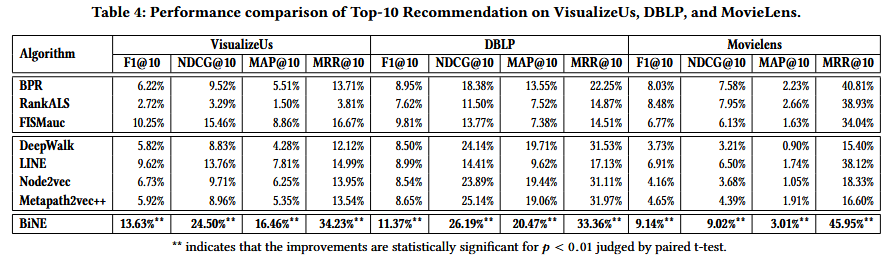 Table 4: Performance comparison of Top-10 Recommendation on VisualizeUs, DBLP, and MovieLens.
Algorithm VisualizeUs DBLP Movielens
F1@10 NDCG@10 MAP@10 MRR@10 F1@10 NDCG@10 MAP@10 MRR@10 F1@10 NDCG@10 MAP@10 MRR@10
BPR 6.22% 9.52% 5.51% 13.71% 8.95% 18.38% 13.55% 22.25% 8.03% 7.58% 2.23% 40.81%
RankALS 2.72% 3.29% 1.50% 3.81% 7.62% 11.50% 7.52% 14.87% 8.48% 7.95% 2.66% 38.93%
FISMauc 10.25% 15.46% 8.86% 16.67% 9.81% 13.77% 7.38% 14.51% 6.77% 6.13% 1.63% 34.04%
DeepWalk 5.82% 8.83% 4.28% 12.12% 8.50% 24.14% 19.71% 31.53% 3.73% 3.21% 0.90% 15.40%
LINE 9.62% 13.76% 7.81% 14.99% 8.99% 14.41% 9.62% 17.13% 6.91% 6.50% 1.74% 38.12%
Node2vec 6.73% 9.71% 6.25% 13.95% 8.54% 23.89% 19.44% 31.11% 4.16% 3.68% 1.05% 18.33%
Metapath2vec++ 5.92% 8.96% 5.35% 13.54% 8.65% 25.14% 19.06% 31.97% 4.65% 4.39% 1.91% 16.60%
BiNE 13.63%** 24.50%** 16.46%** 34.23%** 11.37%** 26.19%** 20.47%** 33.36%** 9.14%** 9.02%** 3.01%** 45.95%**
** indicates that the improvements are statistically significant for p < 0.01 judged by paired t-test.